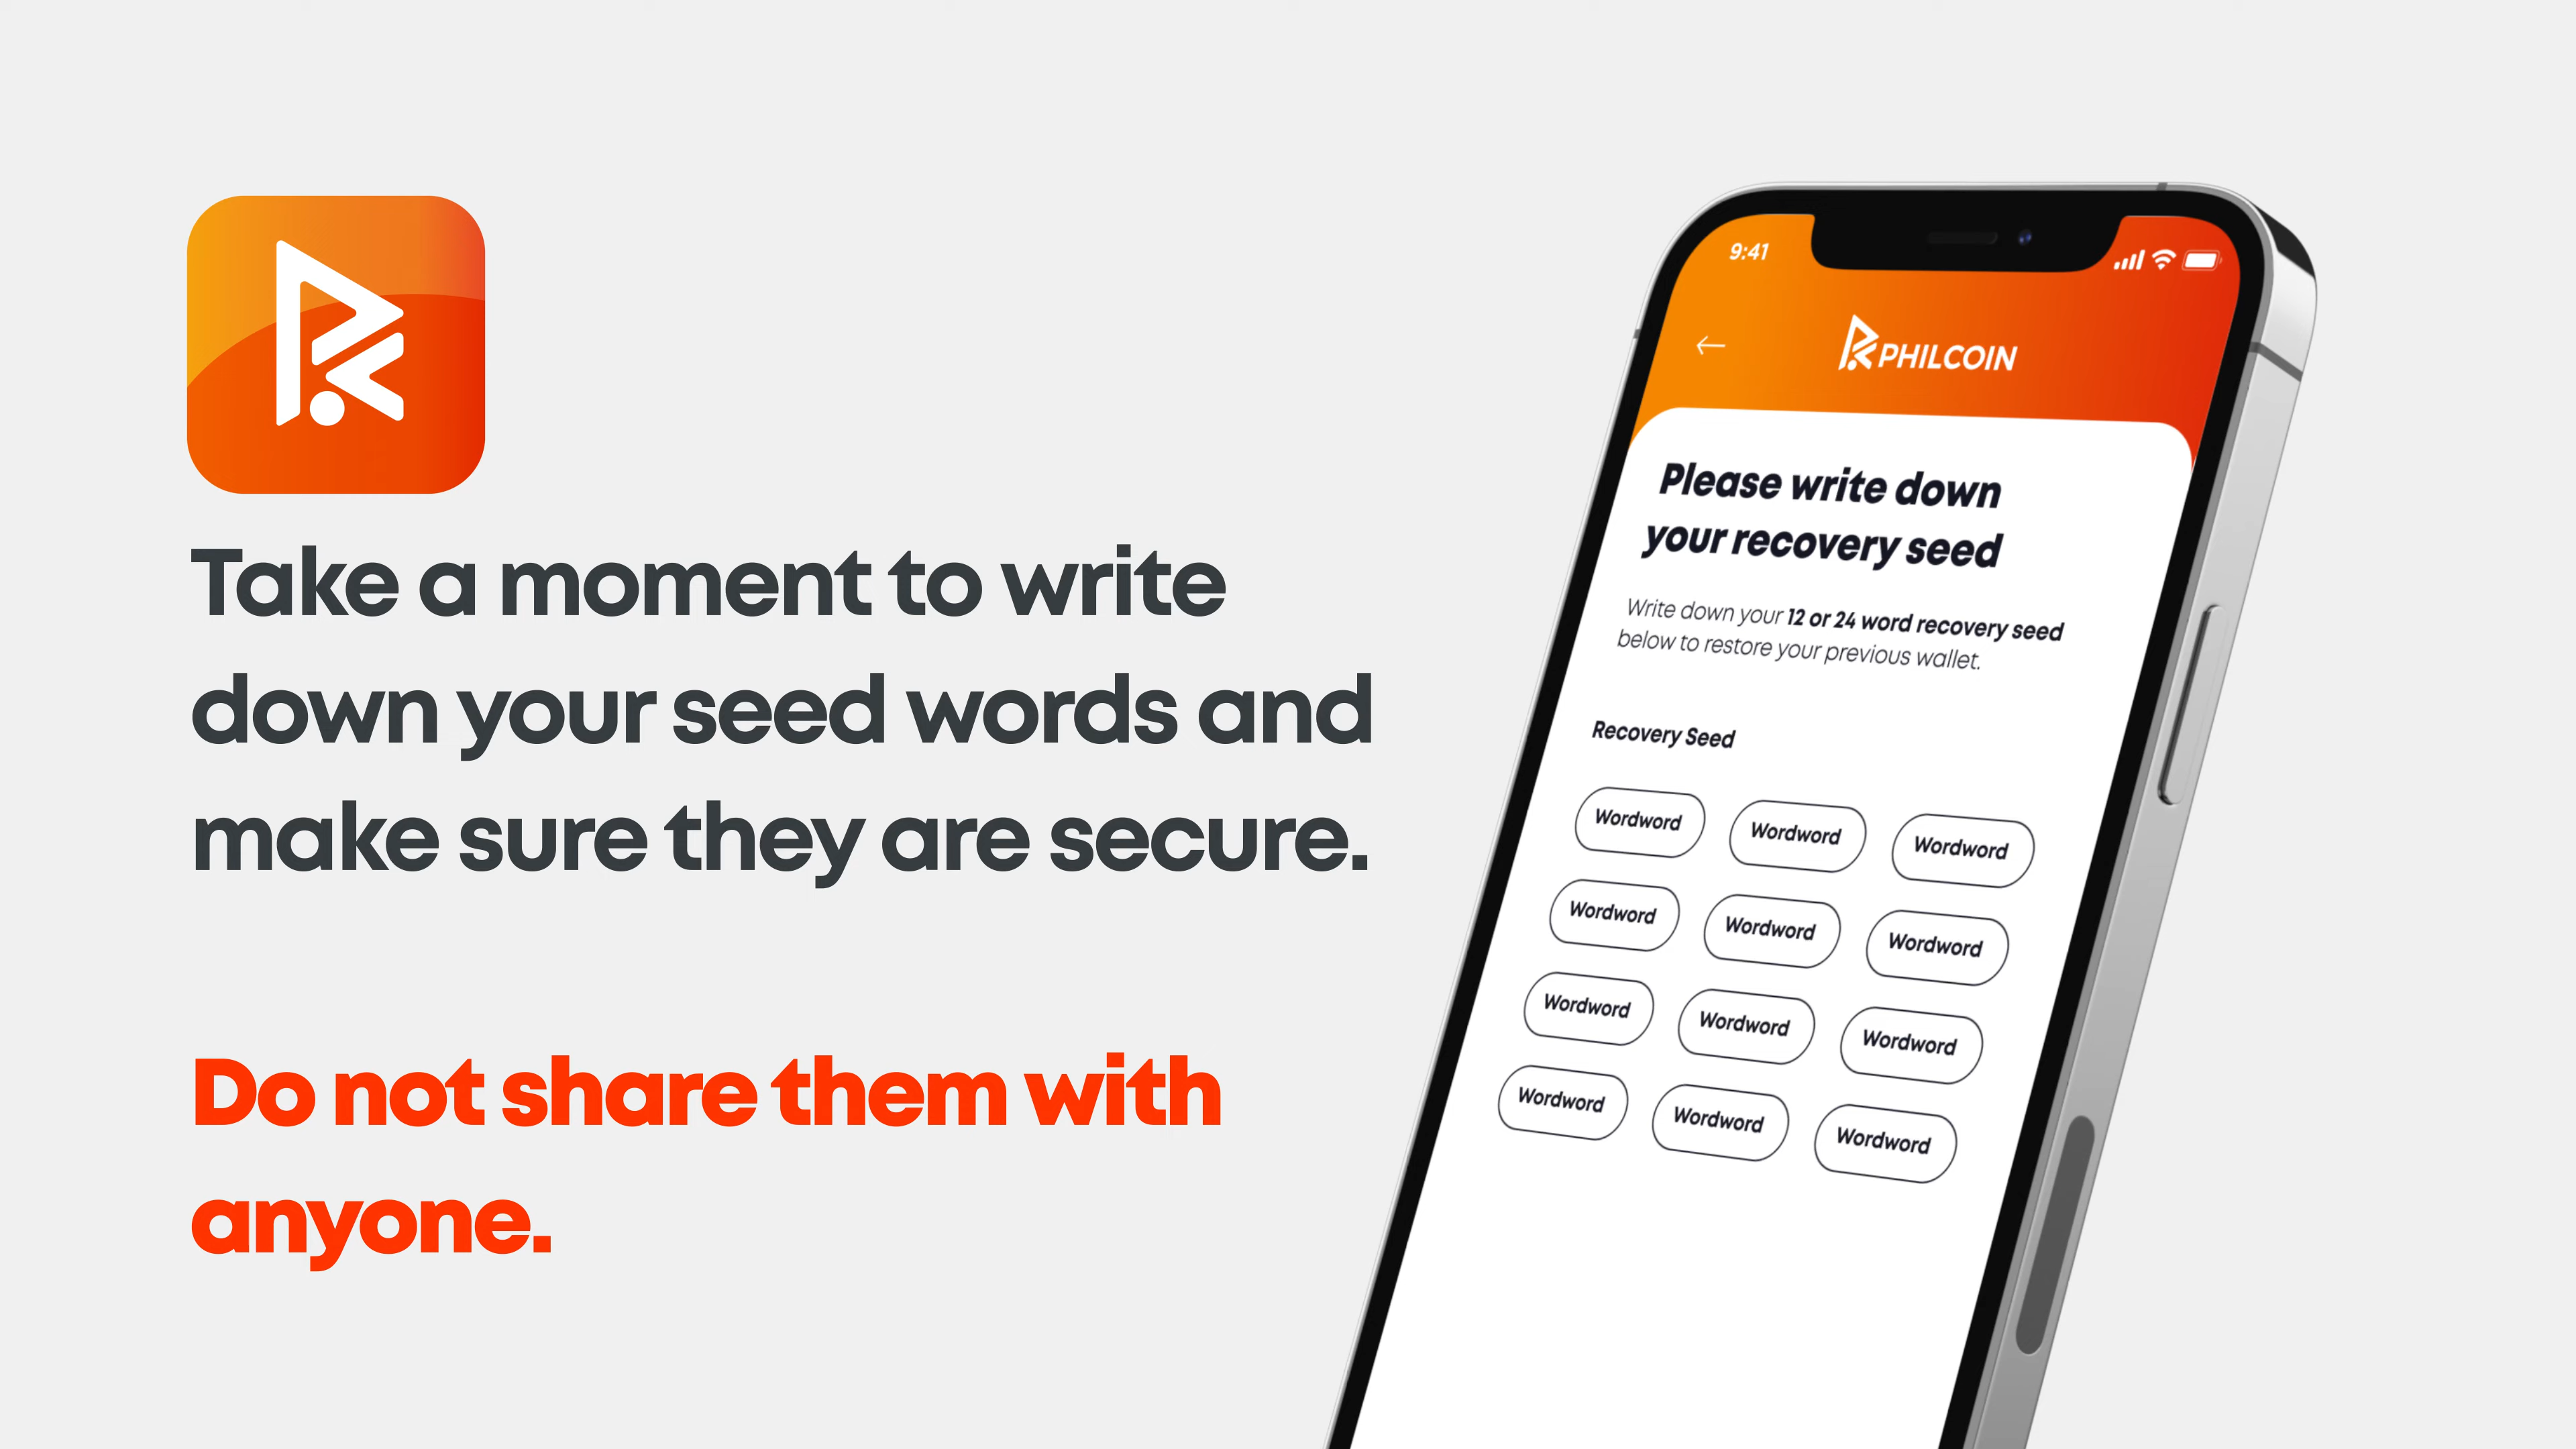 Take a moment to write
down your seed words and
make sure they are secure.
Do not share them with
anyone.
9:41
PHILCOIN
Please write down
your recovery seed
Write down your 12 or 24 word recovery seed
below to restore your previous wallet.
Recovery Seed
Wordword Wordword Wordword
Wordword Wordword Wordword
Wordword Wordword Wordword
Wordword Wordword Wordword